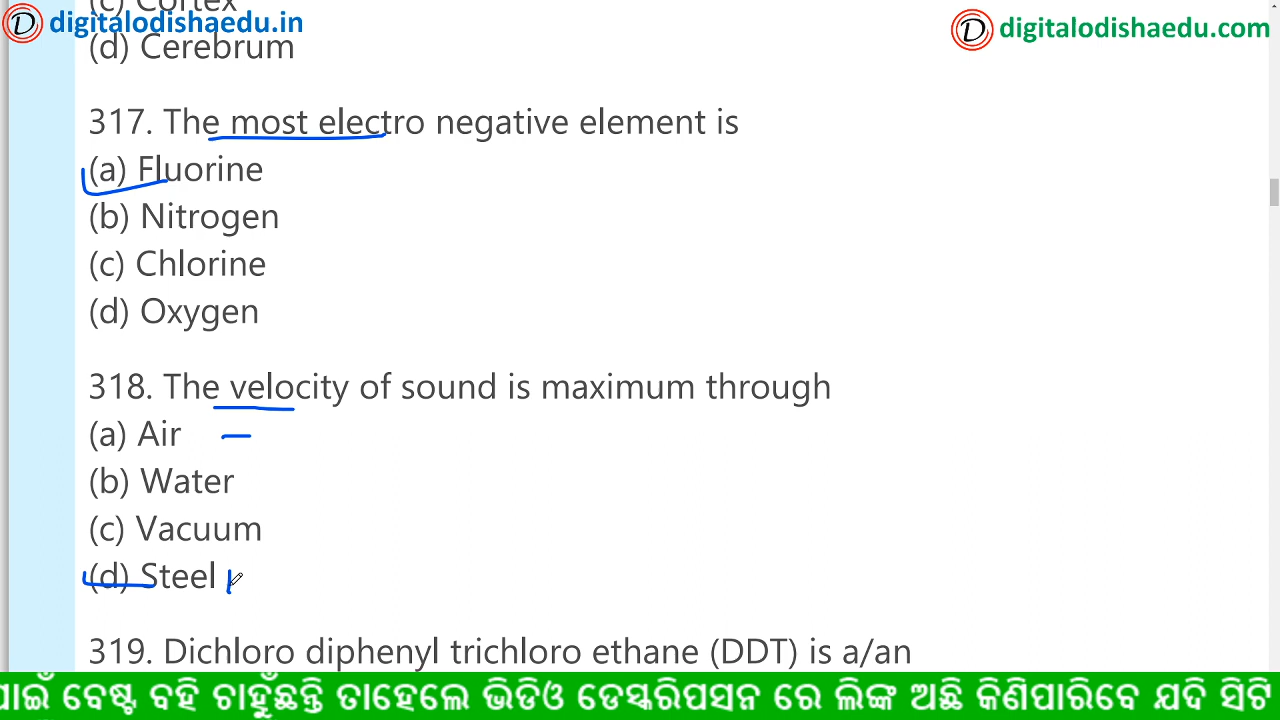 (c) Cortex
digitalodishaedu.in
digitalodishaedu.com
(d) Cerebrum
317. The most electro negative element is
(a) Fluorine
(b) Nitrogen
(c) Chlorine
(d) Oxygen
318. The velocity of sound is maximum through
(a) Air
(b) Water
(c) Vacuum
(d) Steel
319. Dichloro diphenyl trichloro ethane (DDT) is a/an
ପାଇଁ ବେଷ୍ଟ ବହି ଚାହୁଁଛନ୍ତି ତାହେଲେ ଭିଡିଓ ଡେସ୍କରିପସନ ରେ ଲିଙ୍କ ଅଛି କିଣିପାରିବେ ଯଦି ସିଟି